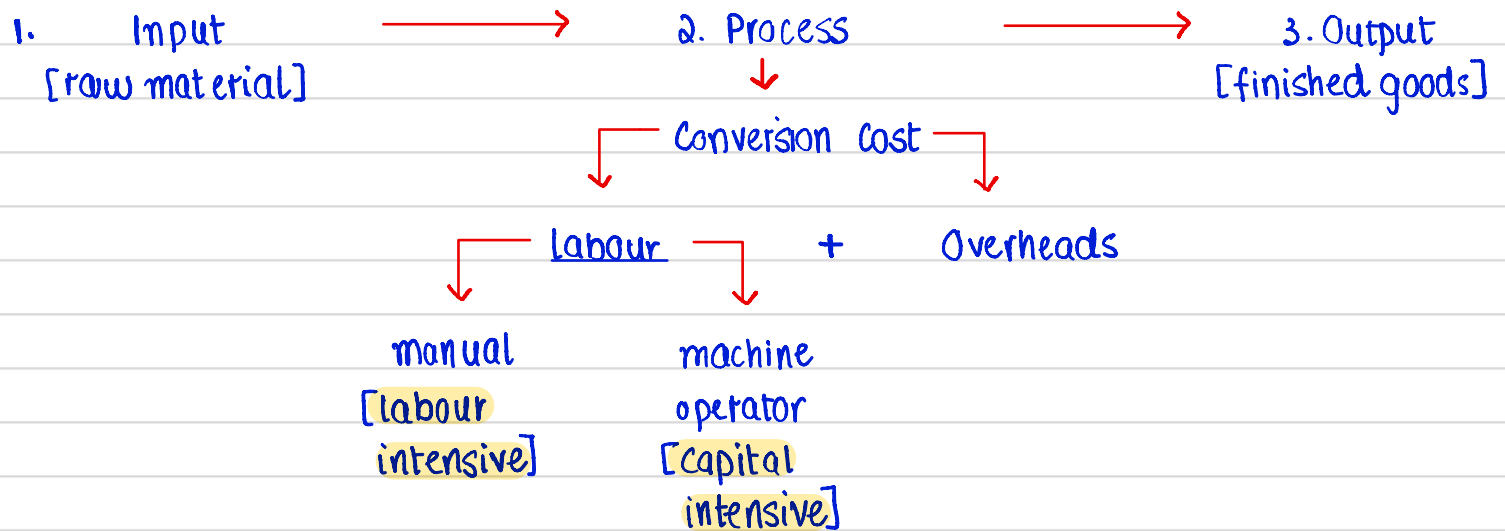 1. Input 2. Process 3. Output
[raw material] [finished goods]
Conversion Cost
labour + Overheads
manual machine
[labour operator
intensive] [capital
intensive]